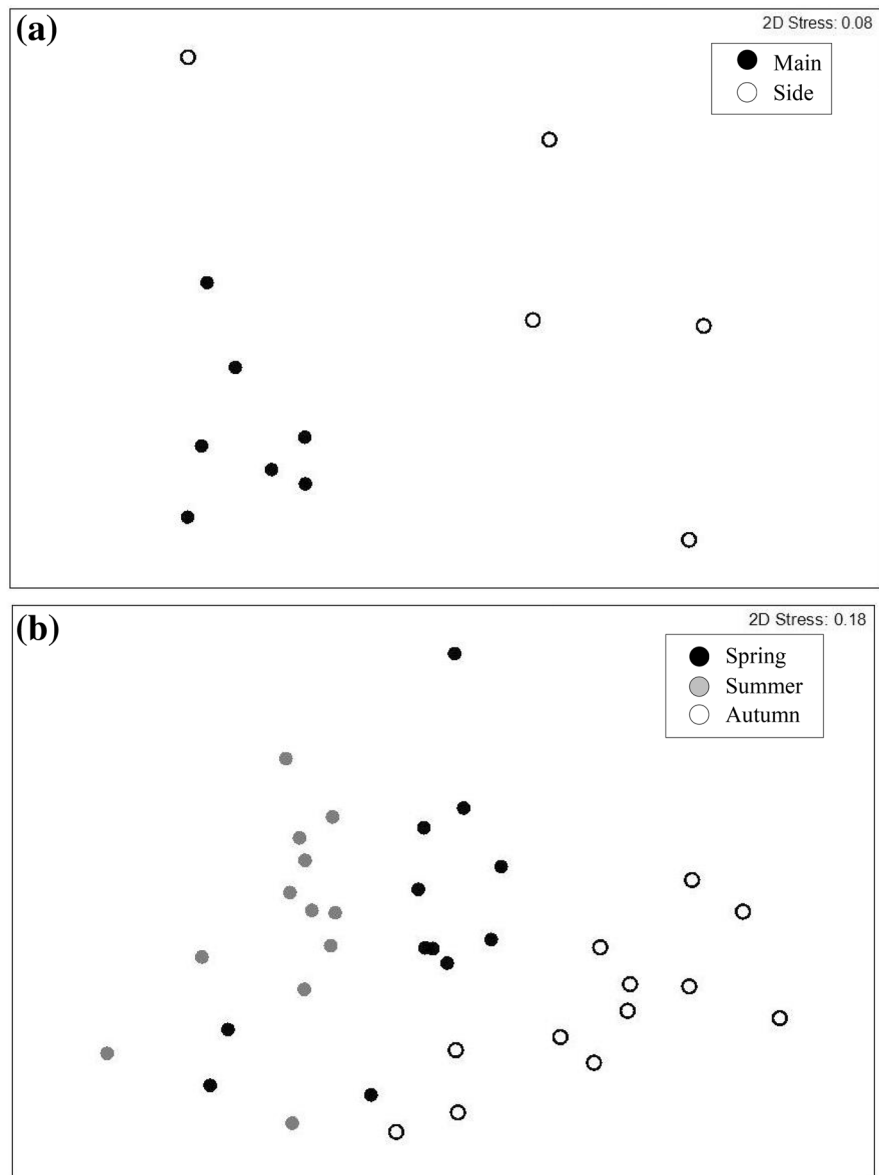 (a)
2D Stress: 0.08
Main
Side
(b)
2D Stress: 0.18
Spring
Summer
Autumn